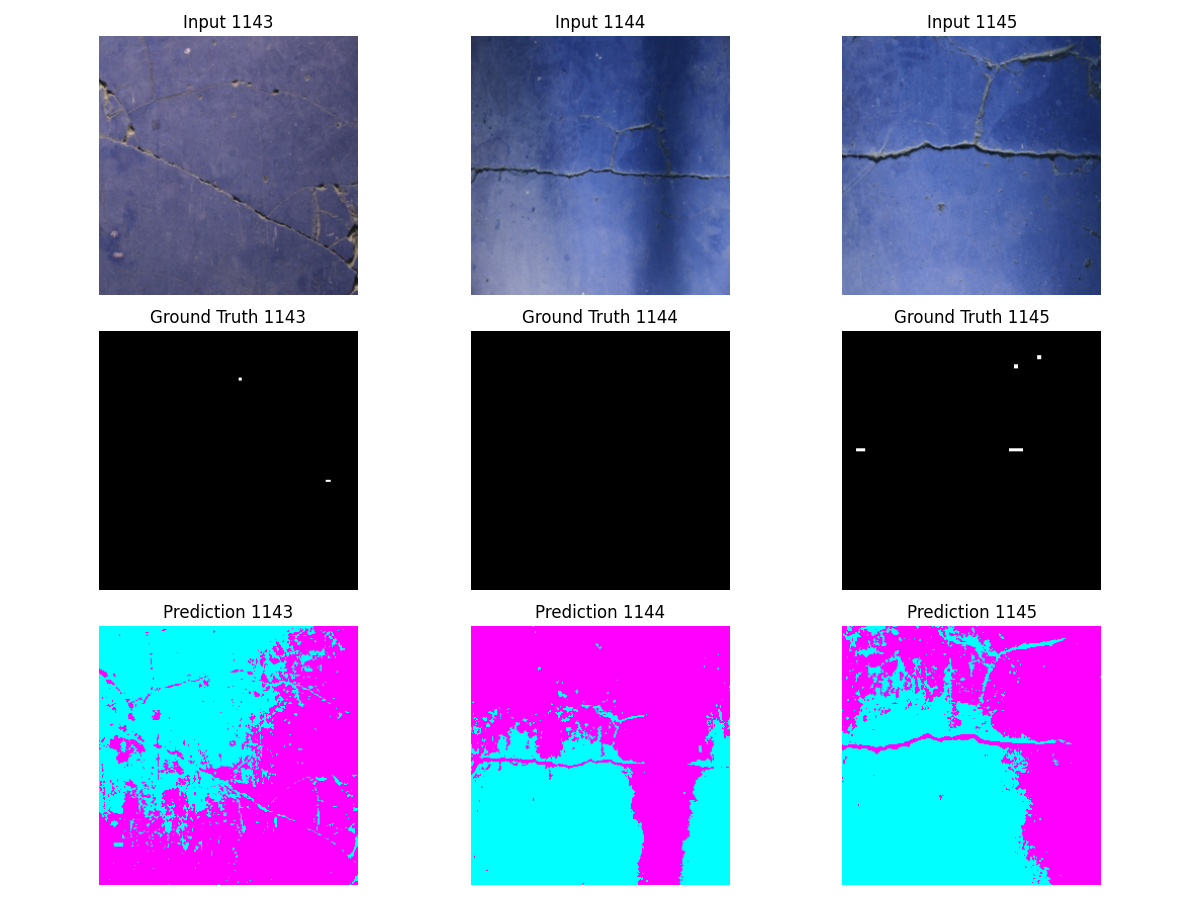 Input 1143
Input 1144
Input 1145
Ground Truth 1143
Ground Truth 1144
Ground Truth 1145
Prediction 1143
Prediction 1144
Prediction 1145